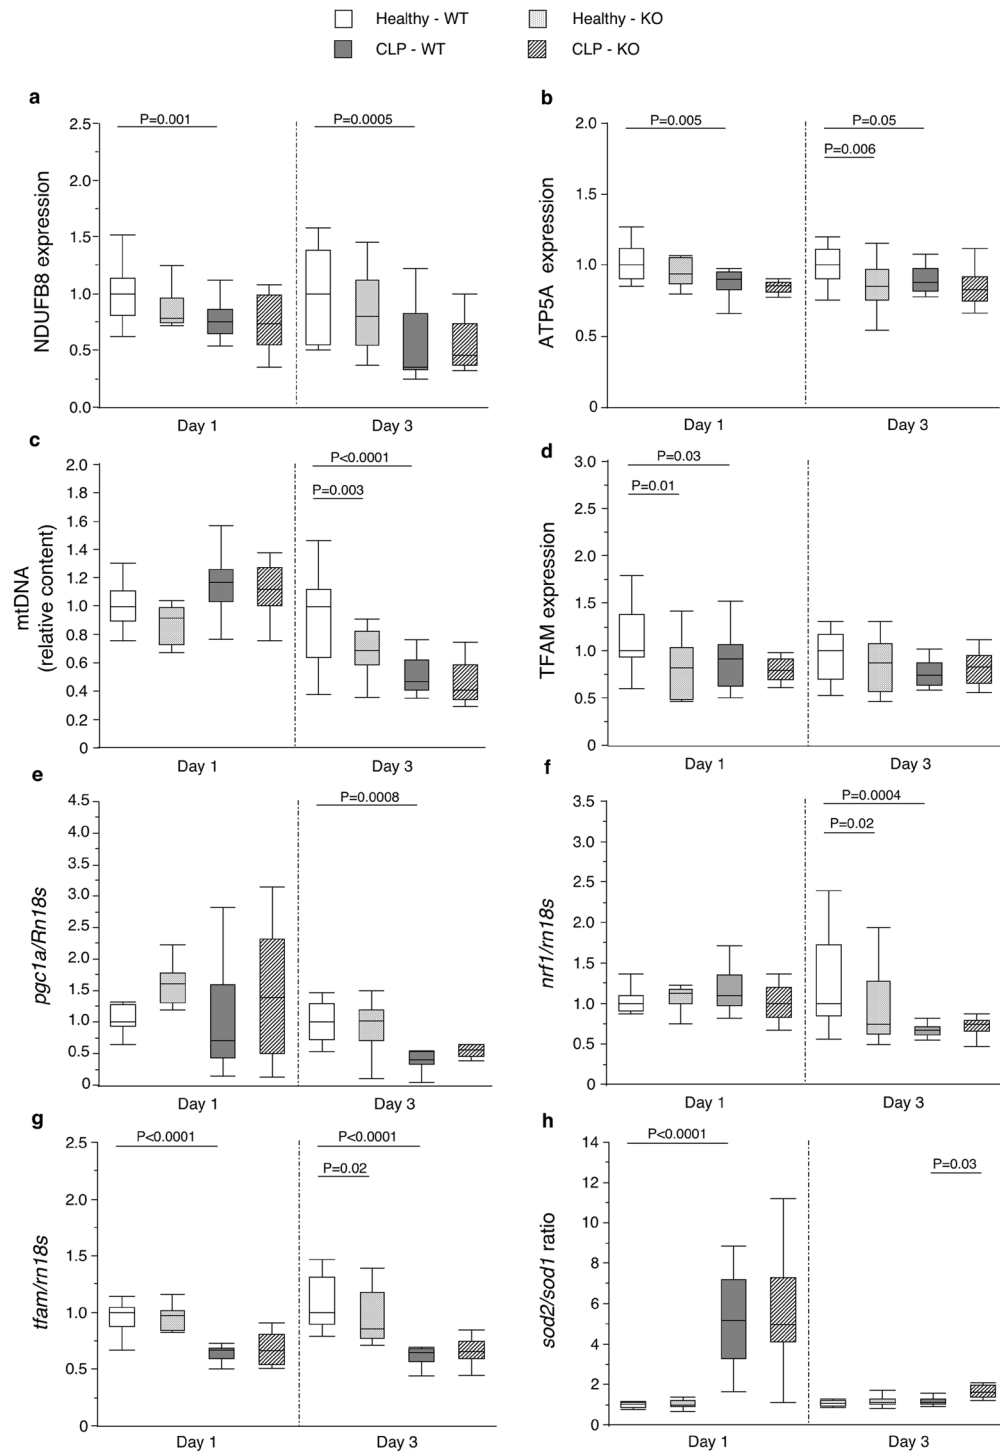 Healthy - WT
Healthy - KO
CLP - WT
CLP - KO
a
NDUFB8 expression
2.5
2.0
1.5
1.0
0.5
0.0
P=0.001
P=0.0005
Day 1
Day 3
b
ATP5A expression
2.0
1.5
1.0
0.5
0
P=0.005
P=0.05
P=0.006
Day 1
Day 3
c
mtDNA
(relative content)
2.0
1.8
1.6
1.4
1.2
1.0
0.8
0.6
0.4
0.2
0
P<0.0001
P=0.003
Day 1
Day 3
d
TFAM expression
3.0
2.5
2.0
1.5
1.0
0.5
0
P=0.03
P=0.01
Day 1
Day 3
e
pgc1a/Rn18s
4.5
4.0
3.5
3.0
2.5
2.0
1.5
1.0
0.5
0
P=0.0008
Day 1
Day 3
f
nrf1/rn18s
3.5
3.0
2.5
2.0
1.5
1.0
0.5
0
P=0.0004
P=0.02
Day 1
Day 3
g
tfam/rn18s
2.5
2.0
1.5
1.0
0.5
0
P<0.0001
P<0.0001
P=0.02
Day 1
Day 3
h
sod2/sod1 ratio
14
12
10
8
6
4
2
0
P<0.0001
P=0.03
Day 1
Day 3